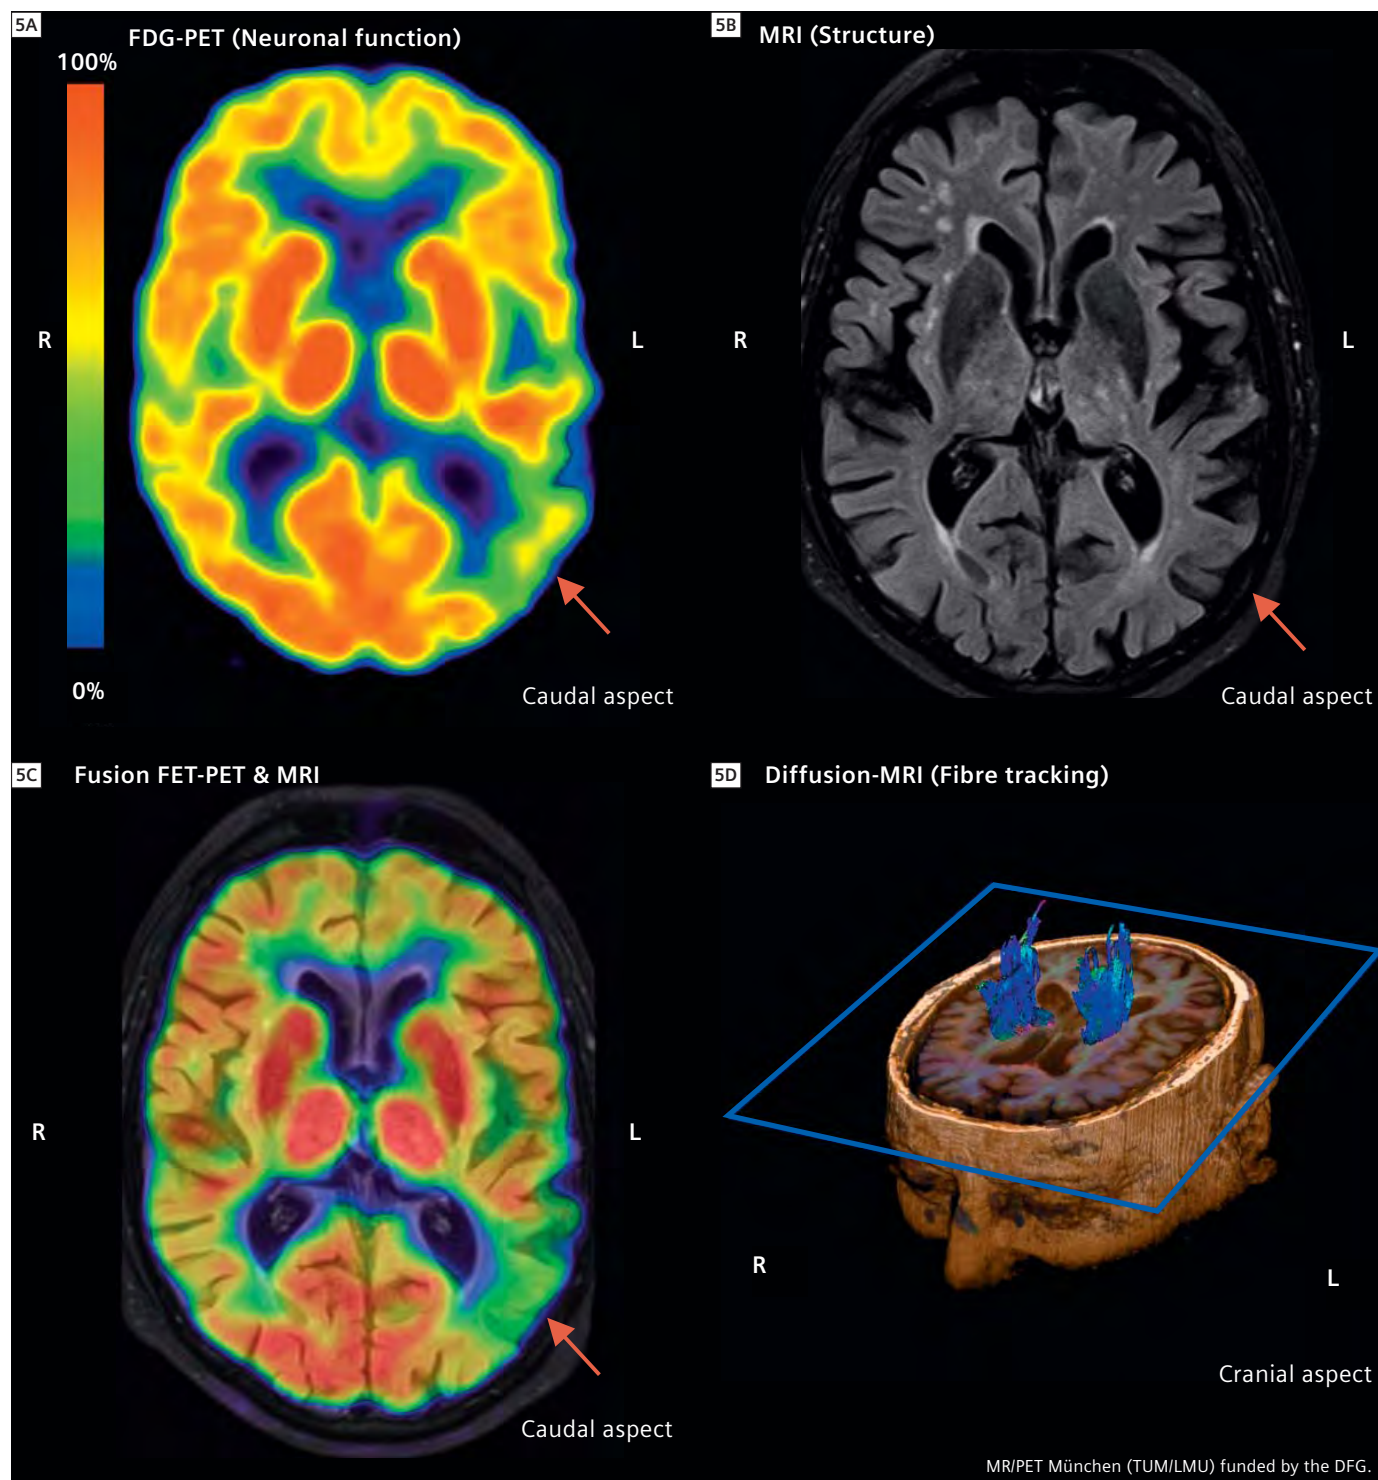 5A
FDG-PET (Neuronal function)
100%
R
L
0%
Caudal aspect
5B
MRI (Structure)
R
L
Caudal aspect
5C
Fusion FET-PET & MRI
R
L
Caudal aspect
5D
Diffusion-MRI (Fibre tracking)
R
L
Cranial aspect
MR/PET München (TUM/LMU) funded by the DFG.